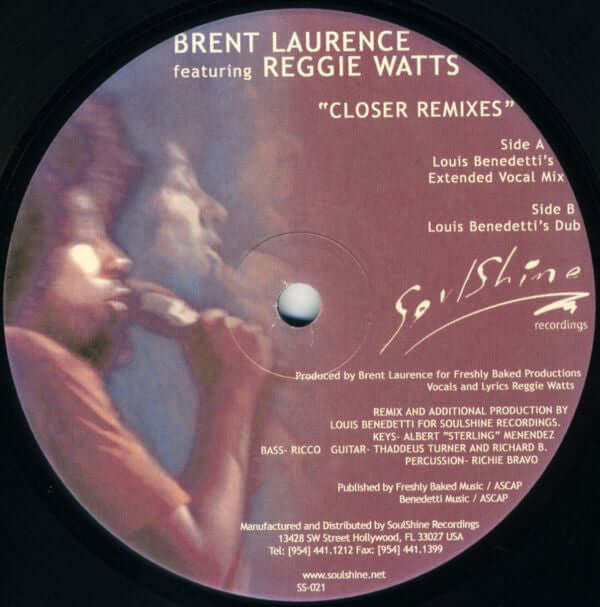 BRENT LAURENCE
featuring REGGIE WATTS
"CLOSER REMIXES"
Side A
Louis Benedetti's
Extended Vocal Mix
Side B
Louis Benedetti's Dub
SoulShine
recordings
Produced by Brent Laurence for Freshly Baked Productions
Vocals and Lyrics Reggie Watts
REMIX AND ADDITIONAL PRODUCTION BY
LOUIS BENEDETTI FOR SOULSHINE RECORDINGS.
KEYS- ALBERT "STERLING" MENENDEZ
BASS- RICCO GUITAR- THADDEUS TURNER AND RICHARD B.
PERCUSSION- RICHIE BRAVO
Published by Freshly Baked Music / ASCAP
Benedetti Music / ASCAP
Manufactured and Distributed by SoulShine Recordings
13428 SW Street Hollywood, FL 33027 USA
Tel: [954] 441.1212 Fax: [954] 441.1399
www.soulshine.net
SS-021